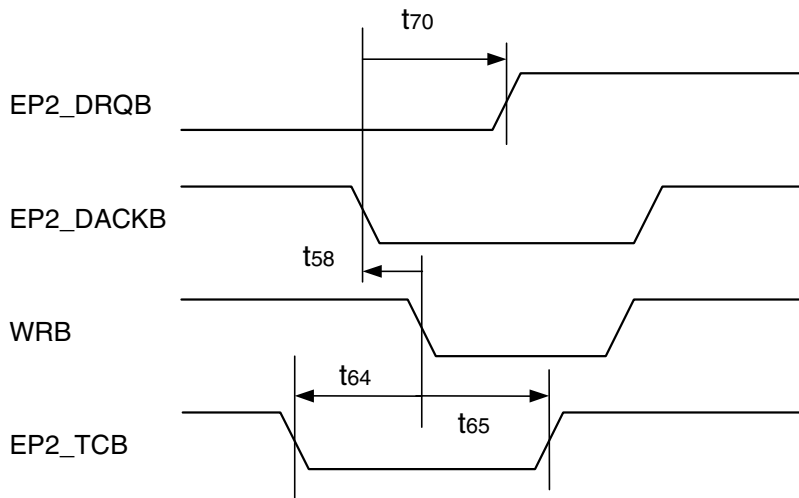 t70
EP2_DRQB
EP2_DACKB
t58
WRB
t64
t65
EP2_TCB